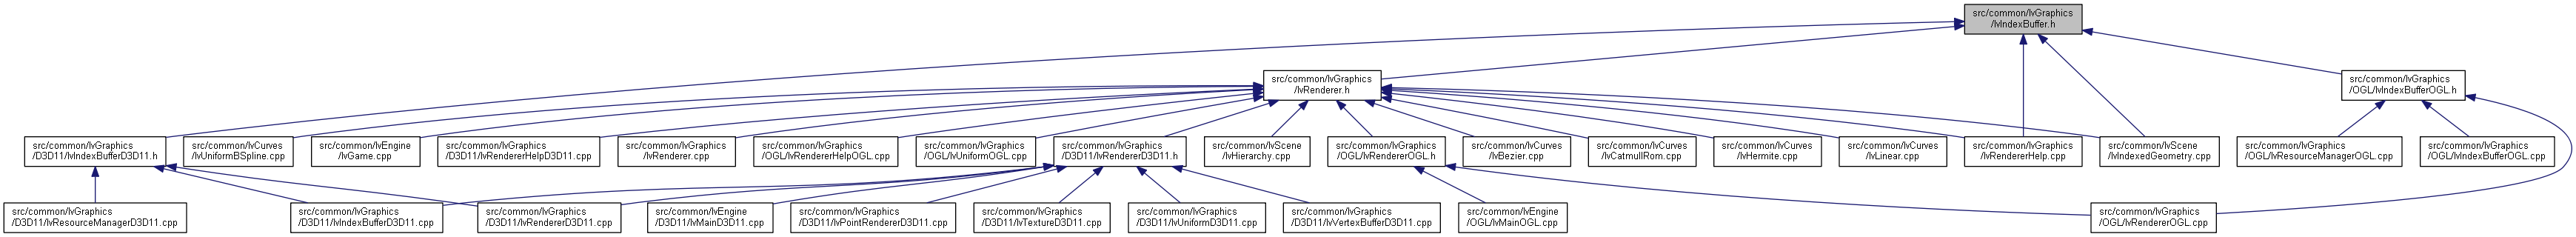 src/common/lvGraphics
/lvIndexBuffer.h
src/common/lvGraphics
/lvRenderer.h
src/common/lvGraphics
/OGL/lvIndexBufferOGL.h
src/common/lvGraphics
/D3D11/lvIndexBufferD3D11.h
src/common/lvCurves
/lvUniformBSpline.cpp
src/common/lvEngine
/lvGame.cpp
src/common/lvGraphics
/D3D11/lvRendererHelpD3D11.cpp
src/common/lvGraphics
/lvRenderer.cpp
src/common/lvGraphics
/OGL/lvRendererHelpOGL.cpp
src/common/lvGraphics
/OGL/lvUniformOGL.cpp
src/common/lvGraphics
/D3D11/lvRendererD3D11.h
src/common/lvScene
/lvHierarchy.cpp
src/common/lvGraphics
/OGL/lvRendererOGL.h
src/common/lvCurves
/lvBezier.cpp
src/common/lvCurves
/lvCatmullRom.cpp
src/common/lvCurves
/lvHermite.cpp
src/common/lvCurves
/lvLinear.cpp
src/common/lvGraphics
/lvRendererHelp.cpp
src/common/lvScene
/lvIndexedGeometry.cpp
src/common/lvGraphics
/OGL/lvResourceManagerOGL.cpp
src/common/lvGraphics
/OGL/lvIndexBufferOGL.cpp
src/common/lvGraphics
/D3D11/lvResourceManagerD3D11.cpp
src/common/lvGraphics
/D3D11/lvIndexBufferD3D11.cpp
src/common/lvGraphics
/D3D11/lvRendererD3D11.cpp
src/common/lvEngine
/D3D11/lvMainD3D11.cpp
src/common/lvGraphics
/D3D11/lvPointRendererD3D11.cpp
src/common/lvGraphics
/D3D11/lvTextureD3D11.cpp
src/common/lvGraphics
/D3D11/lvUniformD3D11.cpp
src/common/lvGraphics
/D3D11/lvVertexBufferD3D11.cpp
src/common/lvEngine
/OGL/lvMainOGL.cpp
src/common/lvGraphics
/OGL/lvRendererOGL.cpp